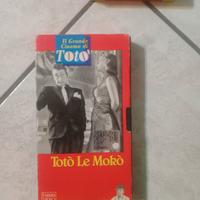 Il Grande
Cinema di
Totò
Totò Le Mokò